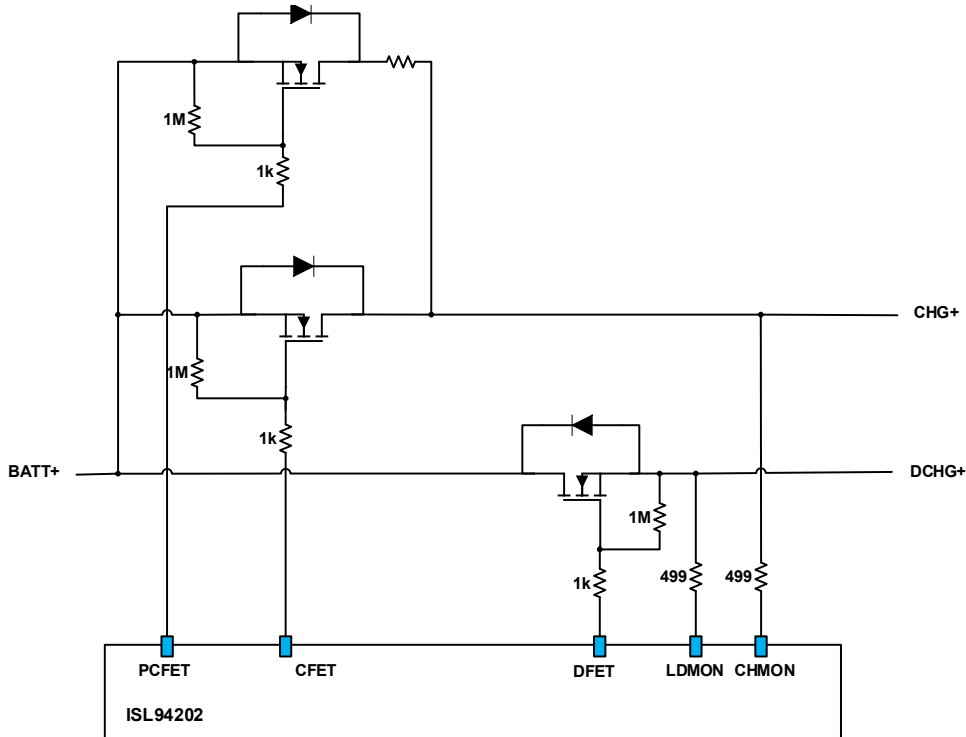 1M
1k
CHG+
1M
1k
BATT+
DCHG+
1M
1k
499
499
PCFET
CFET
DFET
LDMON
CHMON
ISL94202